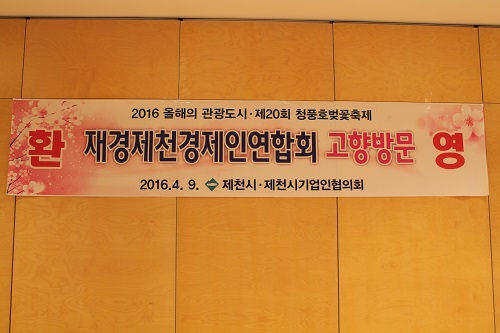 2016 올해의 관광도시·제20회 청풍호벚꽃축제
환 재경제천경제인연합회 고향방문 영
2016.4. 9. 제천시·제천시기업인협의회